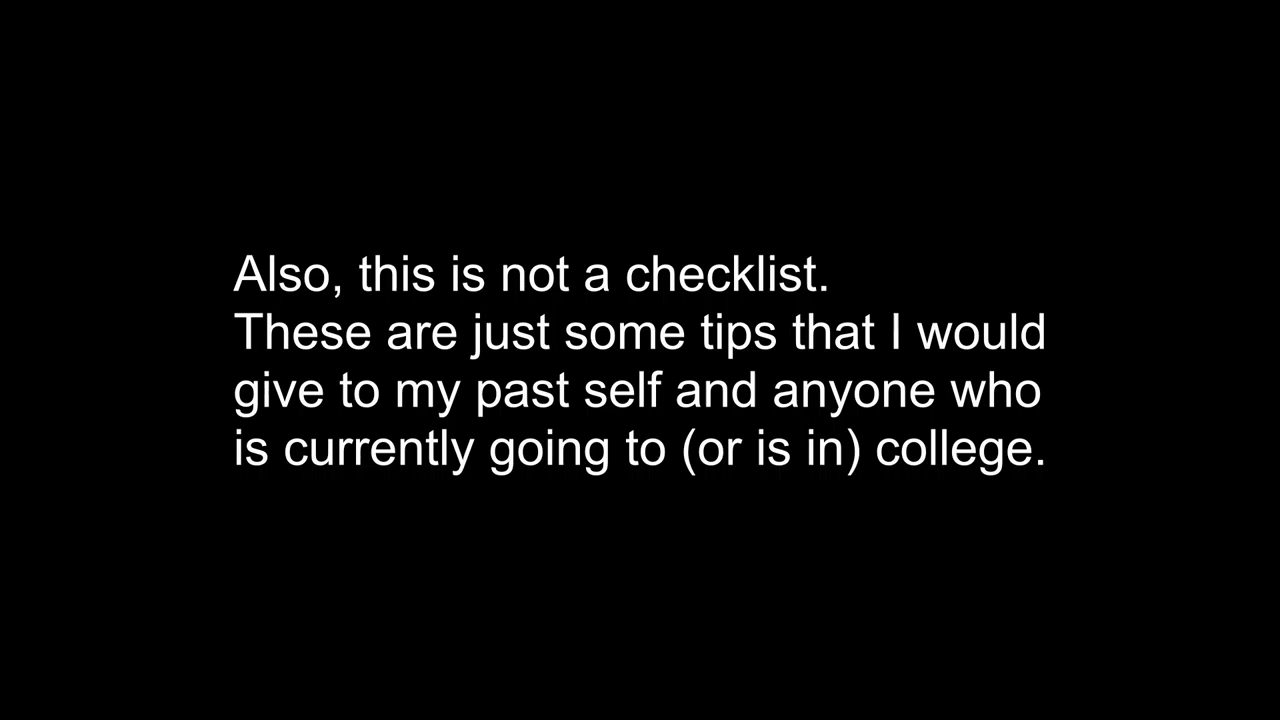 Also, this is not a checklist.
These are just some tips that I would
give to my past self and anyone who
is currently going to (or is in) college.